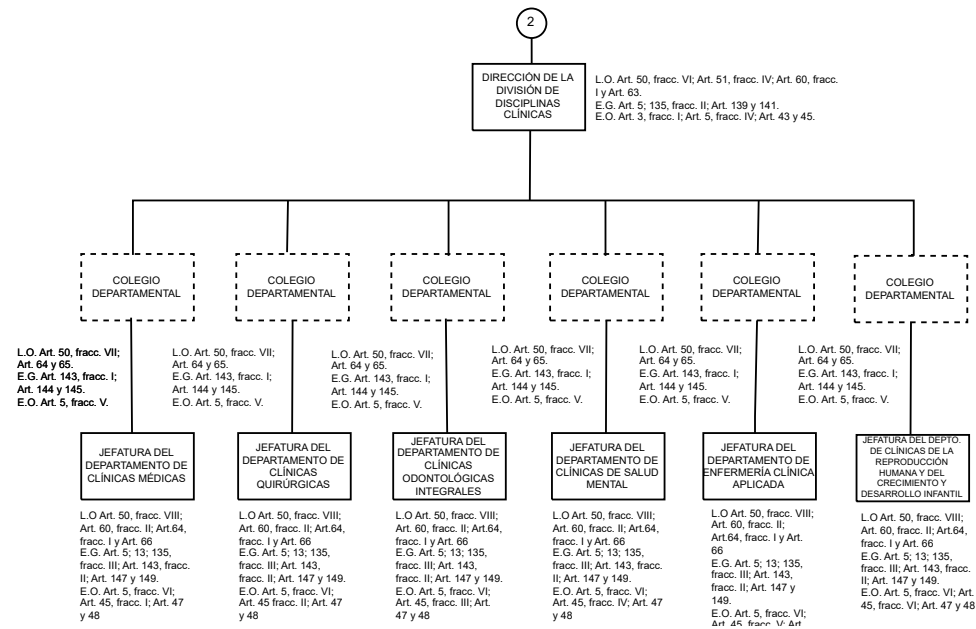 2
DIRECCIÓN DE LA
DIVISIÓN DE
DISCIPLINAS
CLÍNICAS
L.O. Art. 50, fracc. VI; Art. 51, fracc. IV; Art. 60, fracc.
I y Art. 63.
E.G. Art. 5; 135, fracc. II; Art. 139 y 141.
E.O. Art. 3, fracc. I; Art. 5, fracc. IV; Art. 43 y 45.
COLEGIO
DEPARTAMENTAL
COLEGIO
DEPARTAMENTAL
COLEGIO
DEPARTAMENTAL
COLEGIO
DEPARTAMENTAL
COLEGIO
DEPARTAMENTAL
COLEGIO
DEPARTAMENTAL
L.O. Art. 50, fracc. VII;
Art. 64 y 65.
E.G. Art. 143, fracc. I;
Art. 144 y 145.
E.O. Art. 5, fracc. V.
L.O. Art. 50, fracc. VII;
Art. 64 y 65.
E.G. Art. 143, fracc. I;
Art. 144 y 145.
E.O. Art. 5, fracc. V.
L.O. Art. 50, fracc. VII;
Art. 64 y 65.
E.G. Art. 143, fracc. I;
Art. 144 y 145.
E.O. Art. 5, fracc. V.
L.O. Art. 50, fracc. VII;
Art. 64 y 65.
E.G. Art. 143, fracc. I;
Art. 144 y 145.
E.O. Art. 5, fracc. V.
L.O. Art. 50, fracc. VII;
Art. 64 y 65.
E.G. Art. 143, fracc. I;
Art. 144 y 145.
E.O. Art. 5, fracc. V.
L.O. Art. 50, fracc. VII;
Art. 64 y 65.
E.G. Art. 143, fracc. I;
Art. 144 y 145.
E.O. Art. 5, fracc. V.
JEFATURA DEL
DEPARTAMENTO DE
CLÍNICAS MÉDICAS
JEFATURA DEL
DEPARTAMENTO DE
CLÍNICAS
QUIRÚRGICAS
JEFATURA DEL
DEPARTAMENTO DE
CLÍNICAS
ODONTOLÓGICAS
INTEGRALES
JEFATURA DEL
DEPARTAMENTO DE
CLÍNICAS DE SALUD
MENTAL
JEFATURA DEL
DEPARTAMENTO DE
ENFERMERÍA CLÍNICA
APLICADA
JEFATURA DEL DEPTO.
DE CLÍNICAS DE LA
REPRODUCCIÓN
HUMANA Y DEL
CRECIMIENTO Y
DESARROLLO INFANTIL
L.O Art. 50, fracc. VIII;
Art. 60, fracc. II; Art.64,
fracc. I y Art. 66
E.G. Art. 5; 13; 135,
fracc. III; Art. 143, fracc.
II; Art. 147 y 149.
E.O. Art. 5, fracc. VI;
Art. 45, fracc. I; Art. 47
y 48
L.O Art. 50, fracc. VIII;
Art. 60, fracc. II; Art.64,
fracc. I y Art. 66
E.G. Art. 5; 13; 135,
fracc. III; Art. 143,
fracc. II; Art. 147 y 149.
E.O. Art. 5, fracc. VI;
Art. 45 fracc. II; Art. 47
y 48
L.O Art. 50, fracc. VIII;
Art. 60, fracc. II; Art.64,
fracc. I y Art. 66
E.G. Art. 5; 13; 135,
fracc. III; Art. 143,
fracc. II; Art. 147 y 149.
E.O. Art. 5, fracc. VI;
Art. 45, fracc. III; Art.
47 y 48
L.O Art. 50, fracc. VIII;
Art. 60, fracc. II; Art.64,
fracc. I y Art. 66
E.G. Art. 5; 13; 135,
fracc. III; Art. 143, fracc.
II; Art. 147 y 149.
E.O. Art. 5, fracc. VI;
Art. 45, fracc. IV; Art. 47
y 48
L.O Art. 50, fracc. VIII;
Art. 60, fracc. II;
Art.64, fracc. I y Art.
66
E.G. Art. 5; 13; 135,
fracc. III; Art. 143,
fracc. II; Art. 147 y
149.
E.O. Art. 5, fracc. VI;
Art. 45, fracc. V; Art.
L.O Art. 50, fracc. VIII;
Art. 60, fracc. II; Art.64,
fracc. I y Art. 66
E.G. Art. 5; 13; 135,
fracc. III; Art. 143, fracc.
II; Art. 147 y 149.
E.O. Art. 5, fracc. VI; Art.
45, fracc. VI; Art. 47 y 48